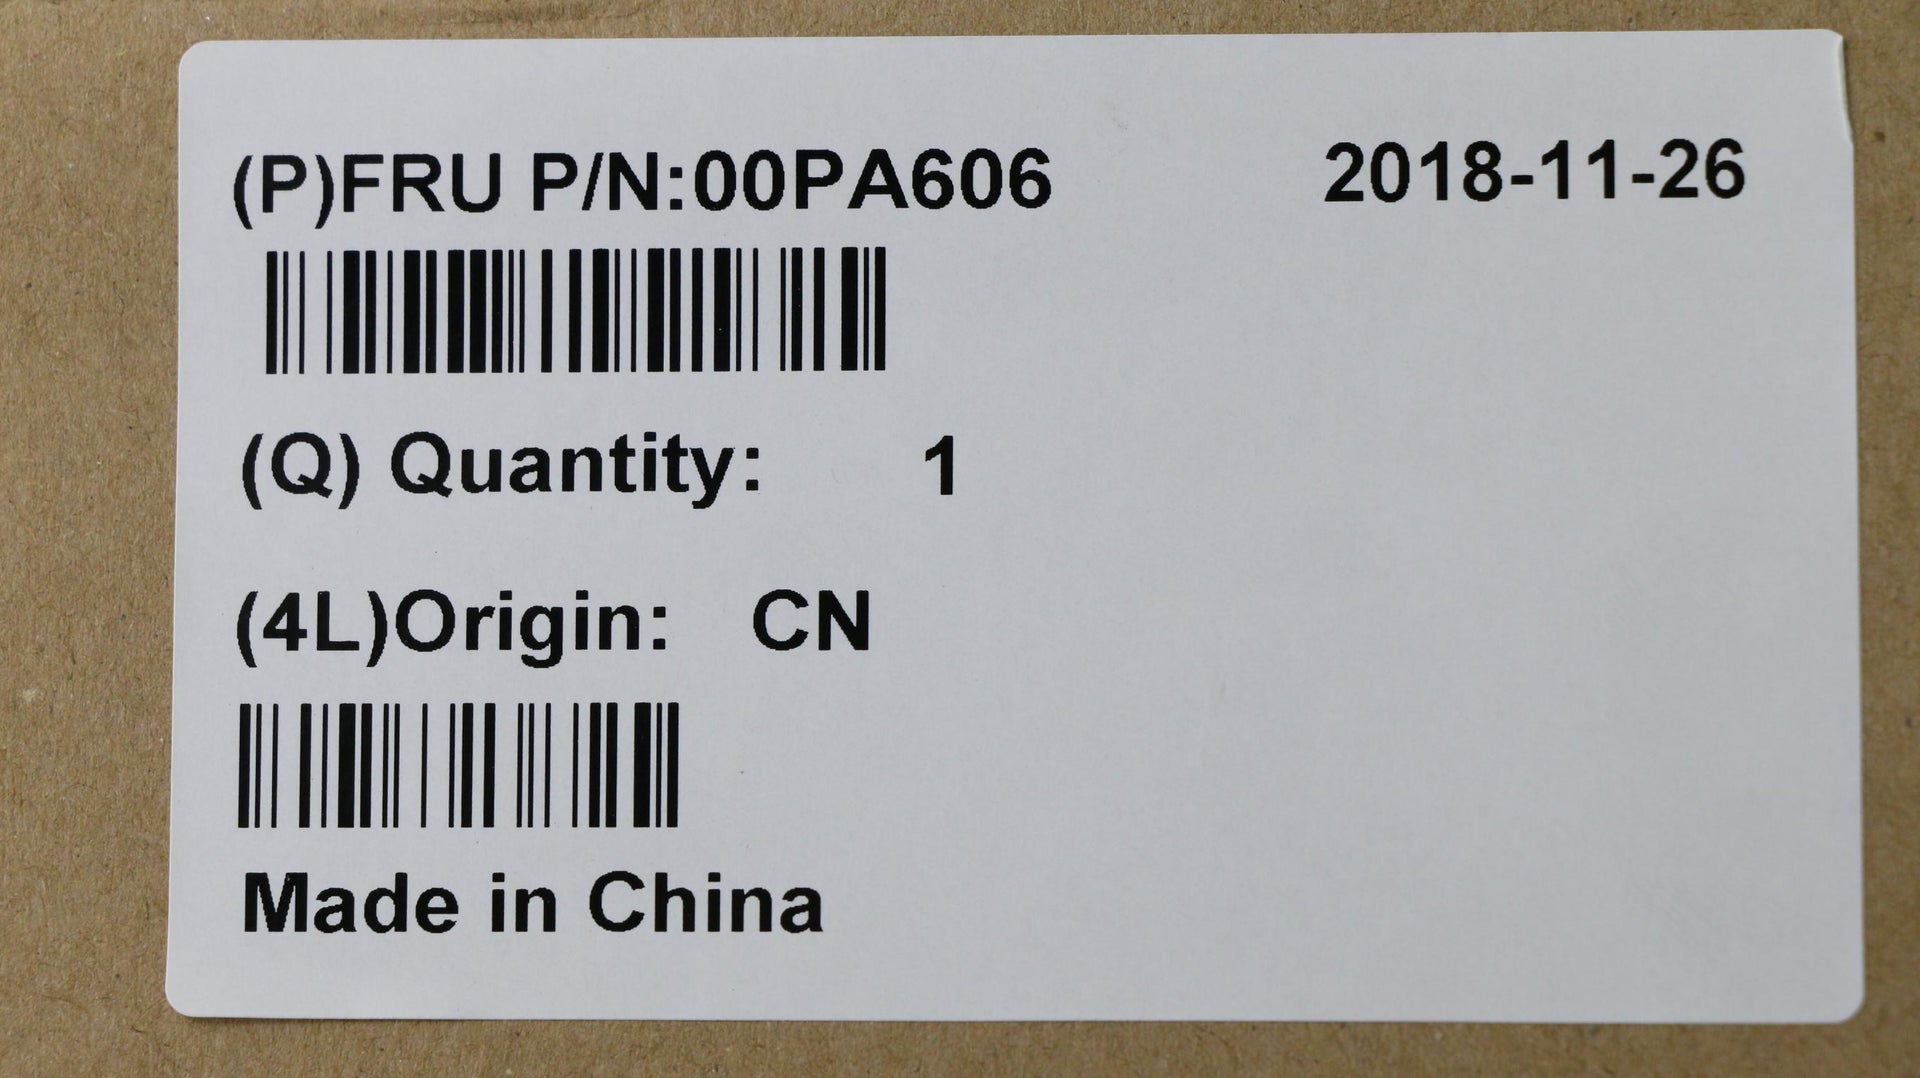 (P)FRU P/N:00PA606 2018-11-26
(Q) Quantity: 1
(4L)Origin: CN
Made in China